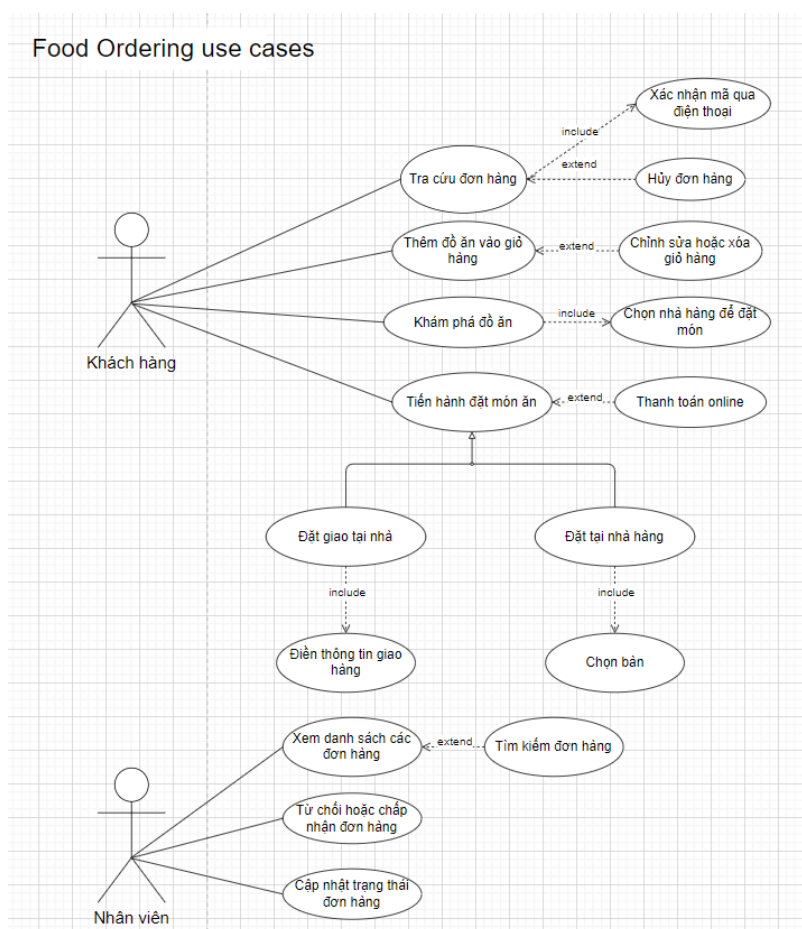 Food Ordering use cases
Xác nhận mã qua
điện thoại
include
extend
Tra cứu đơn hàng
Hủy đơn hàng
Thêm đồ ăn vào giỏ
hàng
extend
Chỉnh sửa hoặc xóa
giỏ hàng
Khám phá đồ ăn
include
Chọn nhà hàng để đặt
món
Khách hàng
Tiến hành đặt món ăn
extend
Thanh toán online
Đặt giao tại nhà
Đặt tại nhà hàng
include
include
Điền thông tin giao
hàng
Chọn bàn
Xem danh sách các
đơn hàng
extend
Tìm kiếm đơn hàng
Từ chối hoặc chấp
nhận đơn hàng
Cập nhật trạng thái
đơn hàng
Nhân viên